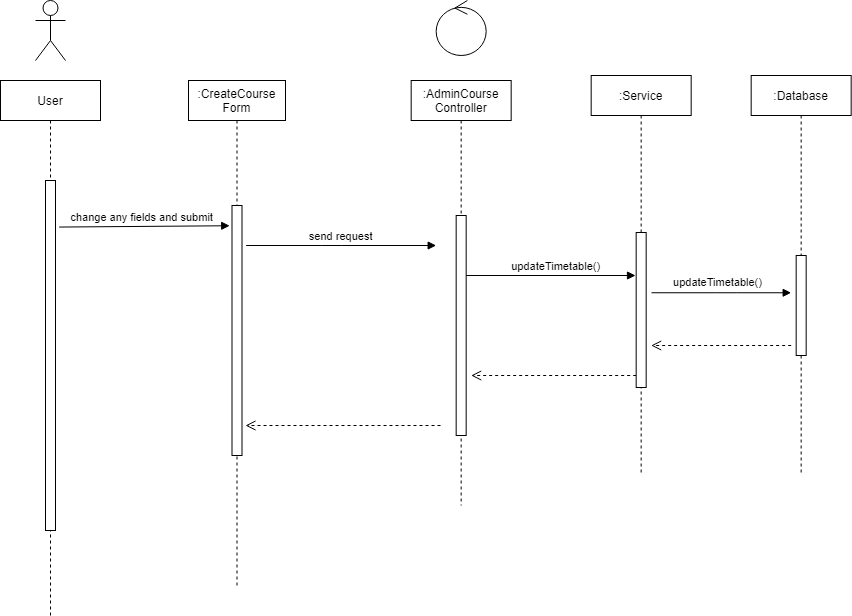 User
:CreateCourse
Form
:AdminCourse
Controller
:Service
:Database
change any fields and submit
send request
updateTimetable()
updateTimetable()